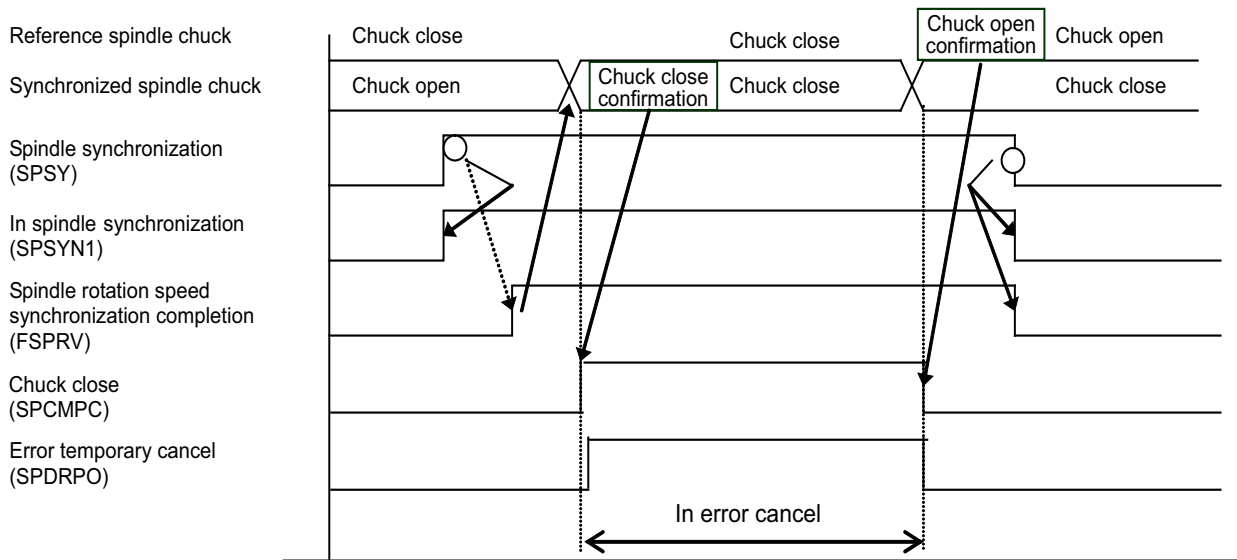 Reference spindle chuck
Chuck close
Chuck close
Chuck open
confirmation
Chuck open
Synchronized spindle chuck
Chuck open
Chuck close
confirmation
Chuck close
Chuck close
Spindle synchronization
(SPSY)
In spindle synchronization
(SPSYN1)
Spindle rotation speed
synchronization completion
(FSPRV)
Chuck close
(SPCMPC)
Error temporary cancel
(SPDRPO)
In error cancel